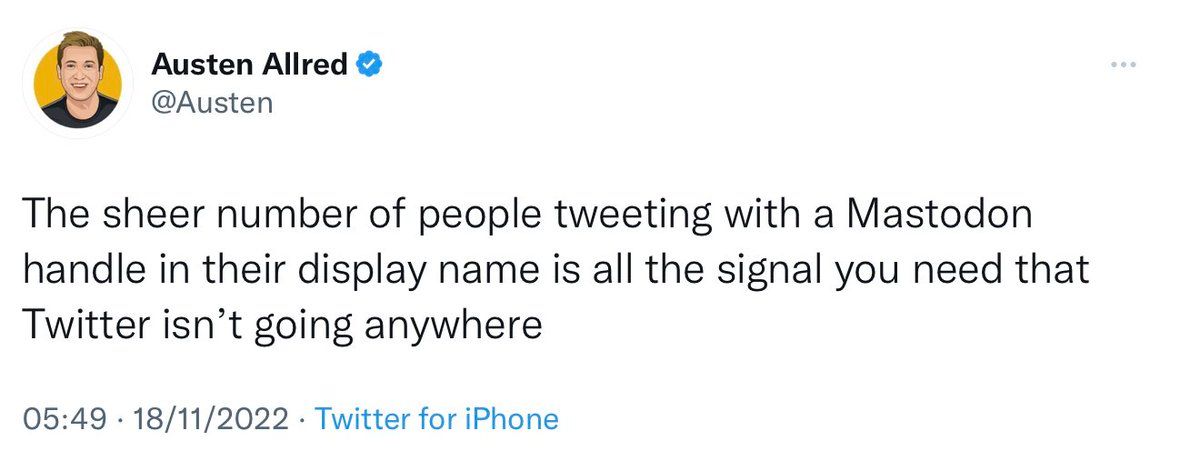 Austen Allred
@Austen
The sheer number of people tweeting with a Mastodon
handle in their display name is all the signal you need that
Twitter isn’t going anywhere
05:49 · 18/11/2022 · Twitter for iPhone